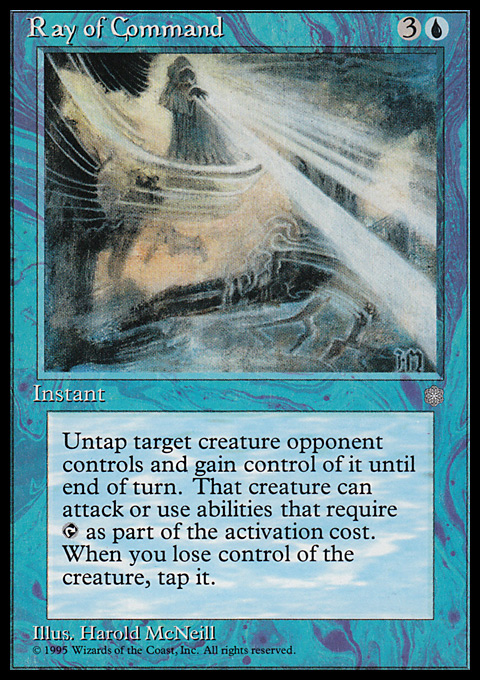 Ray of Command 3
Instant
Untap target creature opponent
controls and gain control of it until
end of turn. That creature can
attack or use abilities that require
as part of the activation cost.
When you lose control of the
creature, tap it.
Illus. Harold McNeill
© 1995 Wizards of the Coast, Inc. All rights reserved.